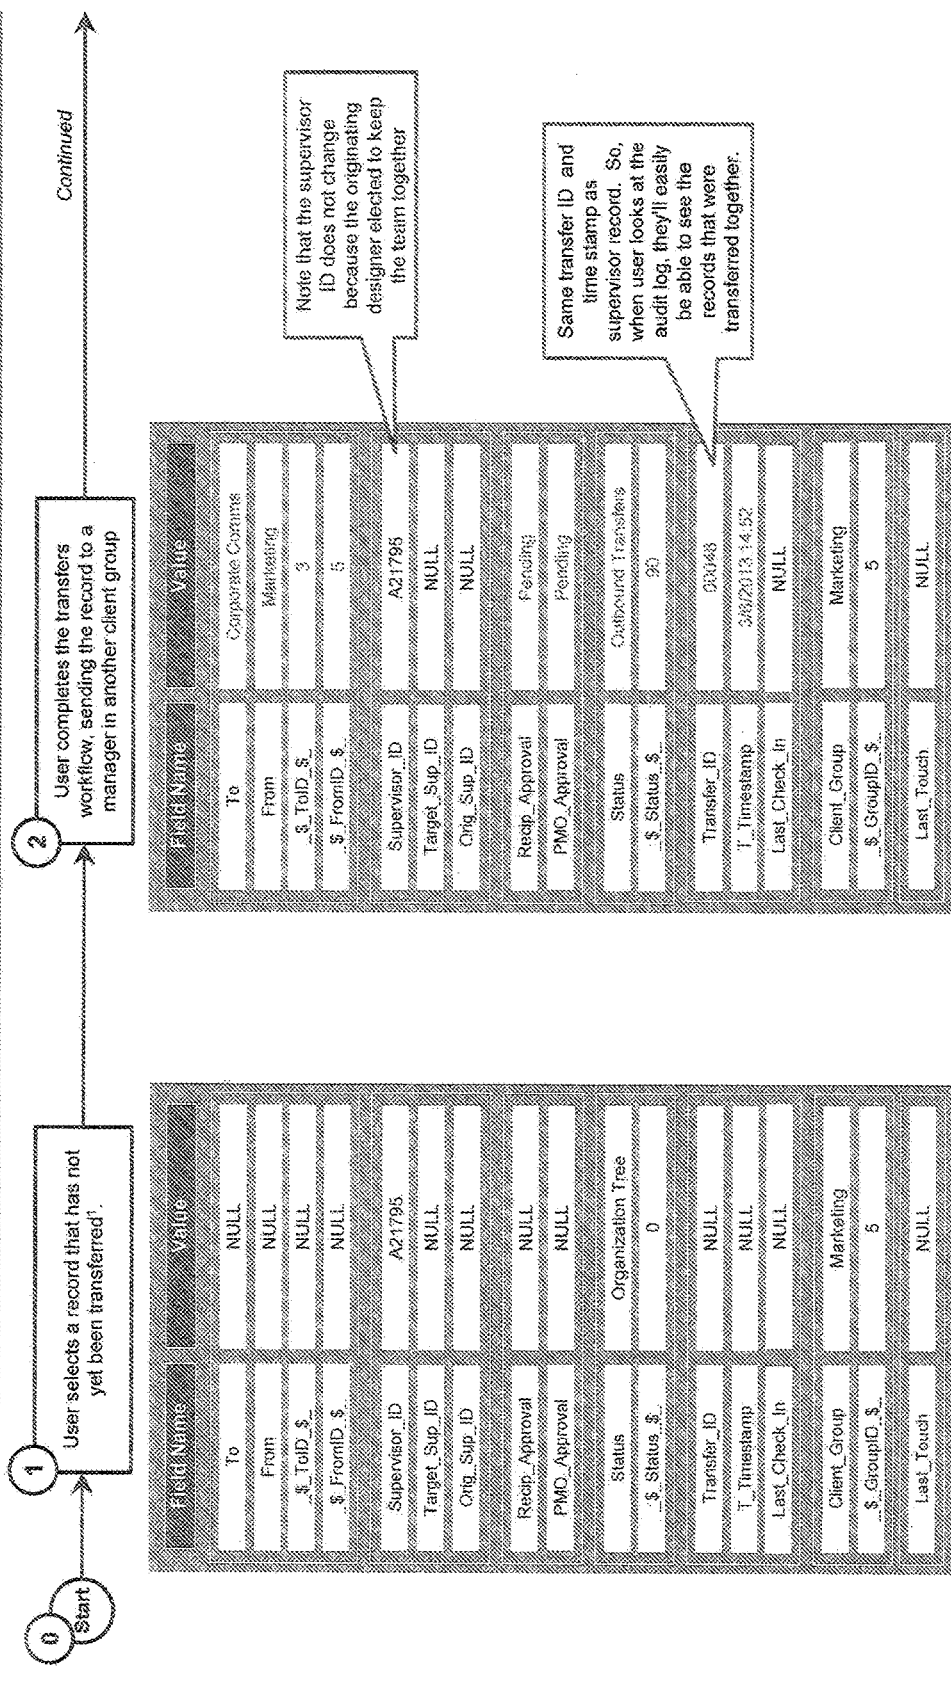 0
Start
1
User selects a record that has not
yet been transferred¹.
2
User completes the transfers
workflow, sending the record to a
manager in another client group
Continued
Field Name Value
To NULL
From NULL
_$_ToID_$_ NULL
_$_FromID_$_ NULL
Supervisor_ID A21795
Target_Sup_ID NULL
Orig_Sup_ID NULL
Recip_Approval NULL
PMO_Approval NULL
Status Organization Tree
_$_Status_$_ 0
Transfer_ID NULL
T_Timestamp NULL
Last_Check_In NULL
Client_Group Marketing
_$_GroupID_$_ 5
Last_Touch NULL
Field Name Value
To Corporate Comms
From Marketing
_$_ToID_$_ 3
_$_FromID_$_ 5
Supervisor_ID A21795
Target_Sup_ID NULL
Orig_Sup_ID NULL
Recip_Approval Pending
PMO_Approval Pending
Status Outbound Transfers
_$_Status_$_ 90
Transfer_ID 00048
T_Timestamp 3/6/2013 14:52
Last_Check_In NULL
Client_Group Marketing
_$_GroupID_$_ 5
Last_Touch NULL
Note that the supervisor
ID does not change
because the originating
designer elected to keep
the team together
Same transfer ID and
time stamp as
supervisor record. So,
when user looks at the
audit log, they'll easily
be able to see the
records that were
transferred together.